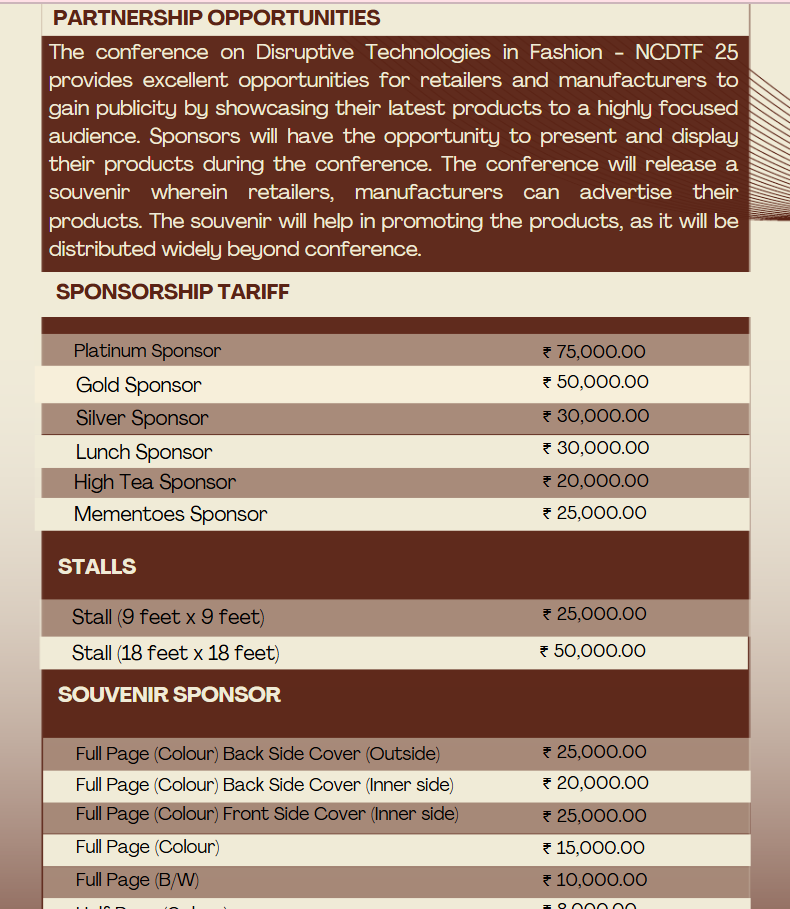 PARTNERSHIP OPPORTUNITIES
The conference on Disruptive Technologies in Fashion - NCDTF 25
provides excellent opportunities for retailers and manufacturers to
gain publicity by showcasing their latest products to a highly focused
audience. Sponsors will have the opportunity to present and display
their products during the conference. The conference will release a
souvenir wherein retailers, manufacturers can advertise their
products. The souvenir will help in promoting the products, as it will be
distributed widely beyond conference.
SPONSORSHIP TARIFF
Platinum Sponsor ₹ 75,000.00
Gold Sponsor ₹ 50,000.00
Silver Sponsor ₹ 30,000.00
Lunch Sponsor ₹ 30,000.00
High Tea Sponsor ₹ 20,000.00
Mementoes Sponsor ₹ 25,000.00
STALLS
Stall (9 feet x 9 feet) ₹ 25,000.00
Stall (18 feet x 18 feet) ₹ 50,000.00
SOUVENIR SPONSOR
Full Page (Colour) Back Side Cover (Outside) ₹ 25,000.00
Full Page (Colour) Back Side Cover (Inner side) ₹ 20,000.00
Full Page (Colour) Front Side Cover (Inner side) ₹ 25,000.00
Full Page (Colour) ₹ 15,000.00
Full Page (B/W) ₹ 10,000.00